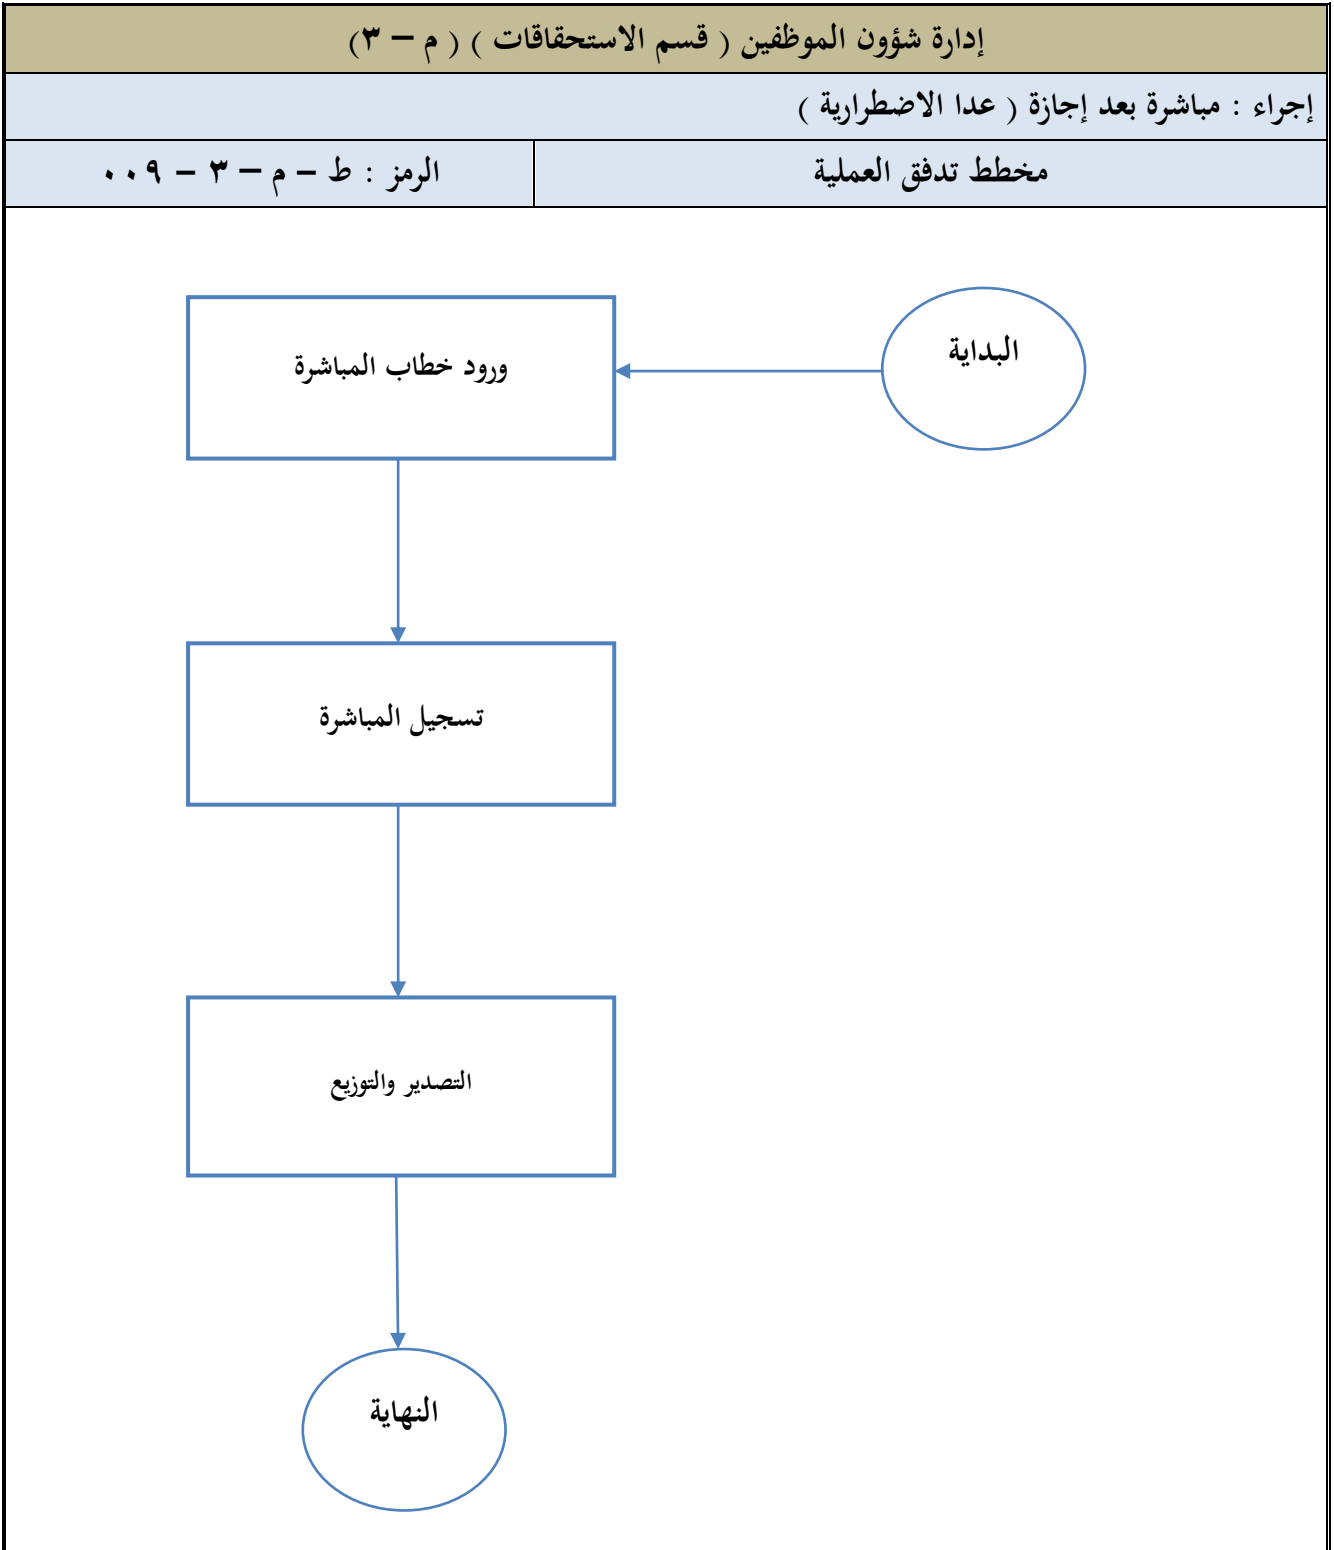 إدارة شؤون الموظفين ( قسم الاستحقاقات ) ( م – ٣)
إجراء : مباشرة بعد إجازة ( عدا الاضطرارية )
مخطط تدفق العملية
الرمز : ط – م – ٣ – ٠٠٩
البداية
ورود خطاب المباشرة
تسجيل المباشرة
التصدير والتوزيع
النهاية